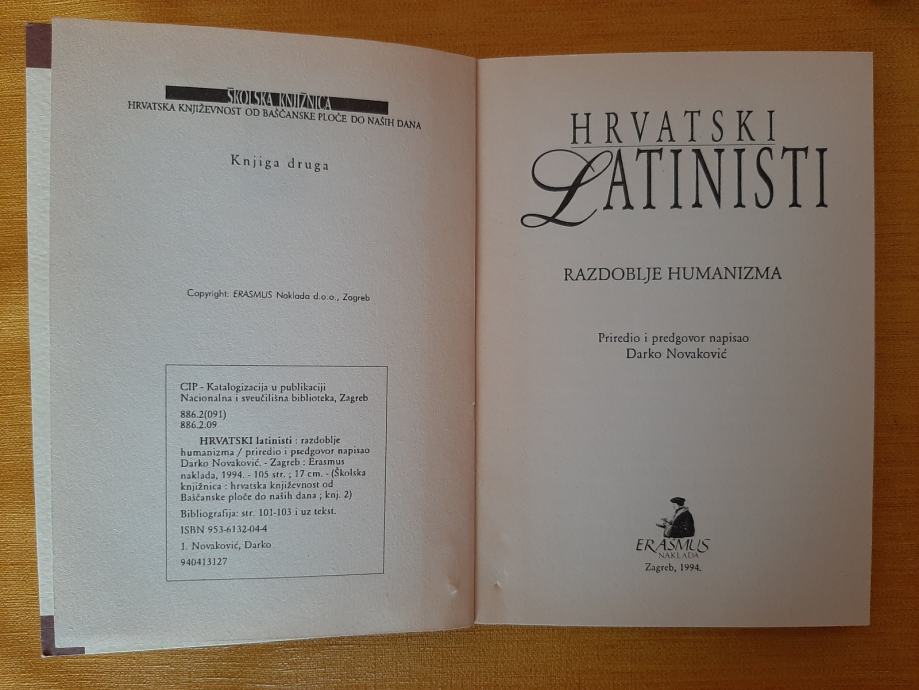 ŠKOLSKA KNJIŽNICA
HRVATSKA KNJIŽEVNOST OD BAŠČANSKE PLOČE DO NAŠIH DANA
Knjiga druga
Copyright: ERASMUS Naklada d.o.o., Zagreb
CIP - Katalogizacija u publikaciji
Nacionalna i sveučilišna biblioteka, Zagreb
886.2(091)
886.2.09
HRVATSKI latinisti : razdoblje
humanizma / priredio i predgovor napisao
Darko Novaković. - Zagreb : Erasmus
naklada, 1994. - 105 str. ; 17 cm. - (Školska
knjižnica : hrvatska književnost od
Baščanske ploče do naših dana ; knj. 2)
Bibliografija: str. 101-103 i uz tekst.
ISBN 953-6132-04-4
1. Novaković, Darko
940413127
HRVATSKI
LATINISTI
RAZDOBLJE HUMANIZMA
Priredio i predgovor napisao
Darko Novaković
ERASMUS
NAKLADA
Zagreb, 1994.